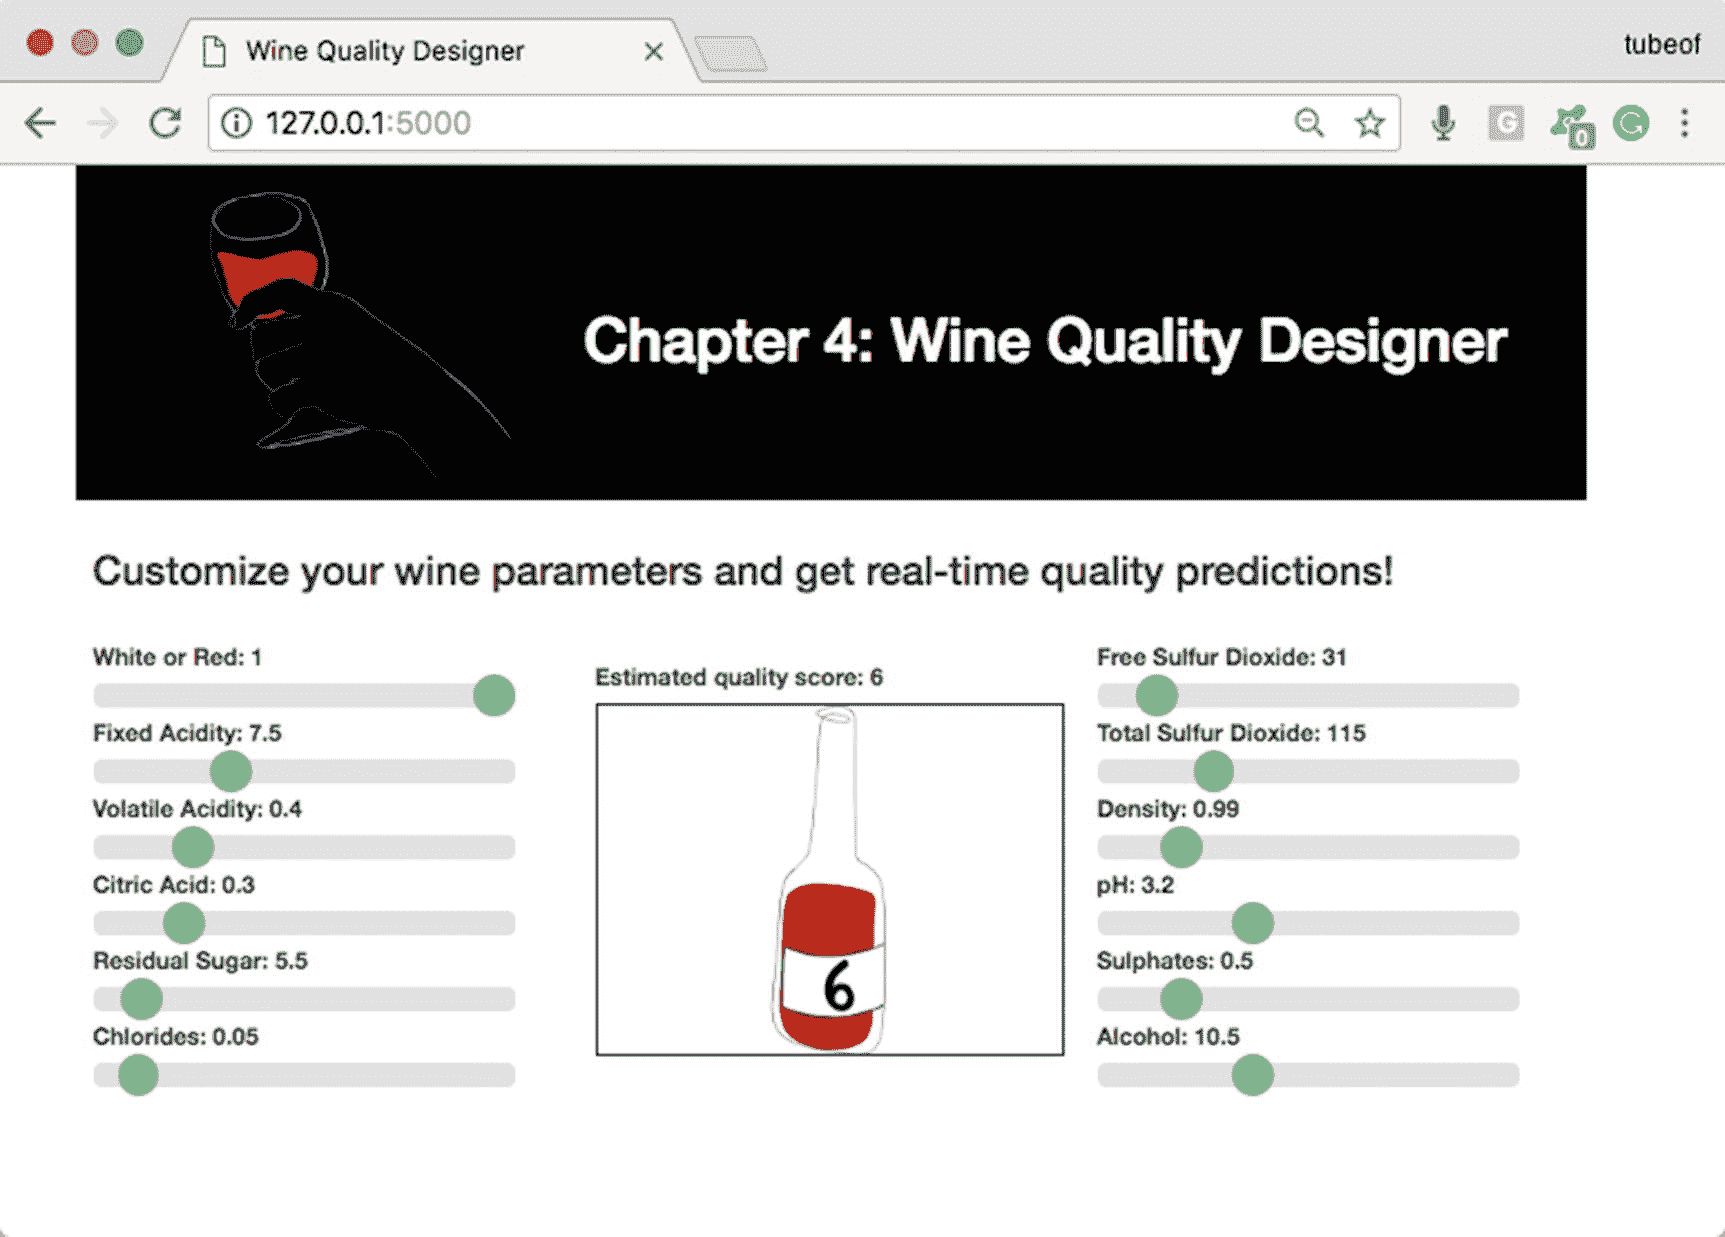 Wine Quality Designer
tubeof
127.0.0.1:5000
G
0
Chapter 4: Wine Quality Designer
Customize your wine parameters and get real-time quality predictions!
White or Red: 1
Fixed Acidity: 7.5
Volatile Acidity: 0.4
Citric Acid: 0.3
Residual Sugar: 5.5
Chlorides: 0.05
Estimated quality score: 6
6
Free Sulfur Dioxide: 31
Total Sulfur Dioxide: 115
Density: 0.99
pH: 3.2
Sulphates: 0.5
Alcohol: 10.5